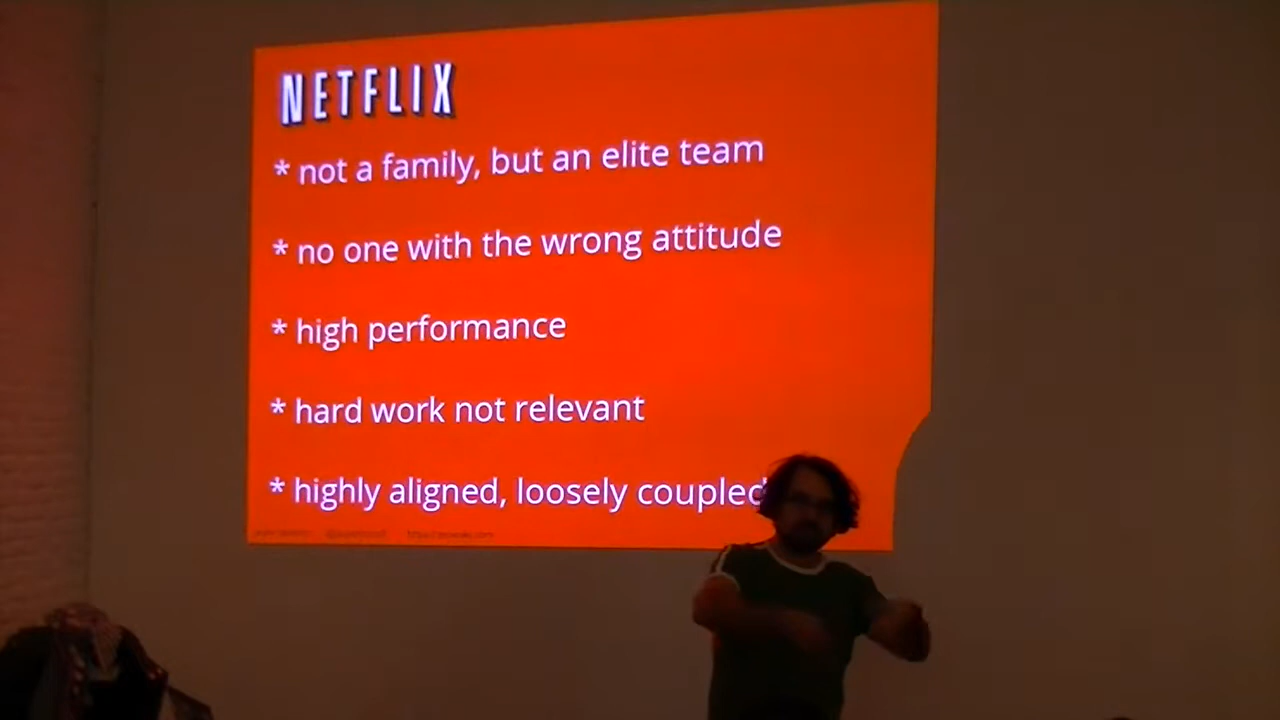 NETFLIX
* not a family, but an elite team
* no one with the wrong attitude
* high performance
* hard work not relevant
* highly aligned, loosely coupled